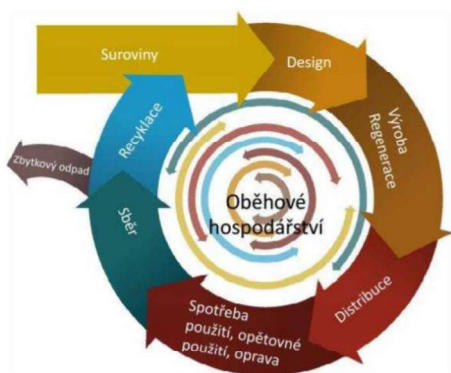 Suroviny
Design
Výroba
Regenerace
Distribuce
Spotřeba
použití, opětovné
použití, oprava
Sběr
Zbytkový odpad
Recyklace
Oběhové
hospodářství